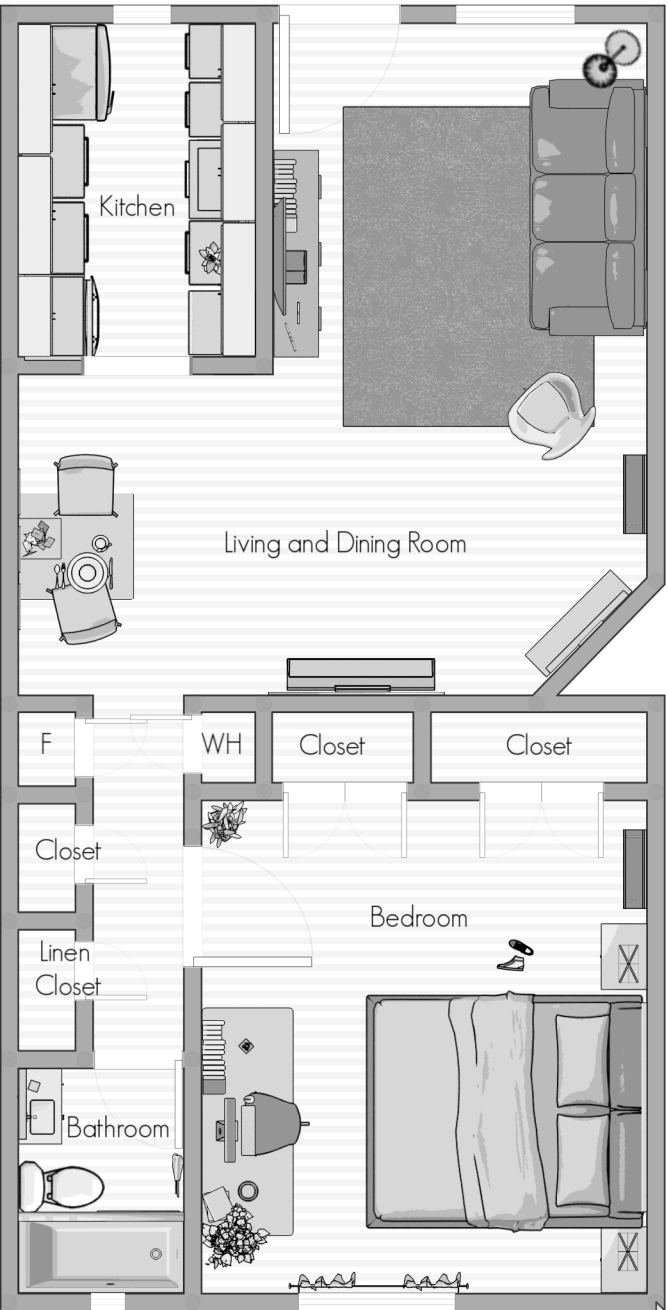 Kitchen
Living and Dining Room
F
WH
Closet
Closet
Closet
Bedroom
Linen
Closet
Bathroom